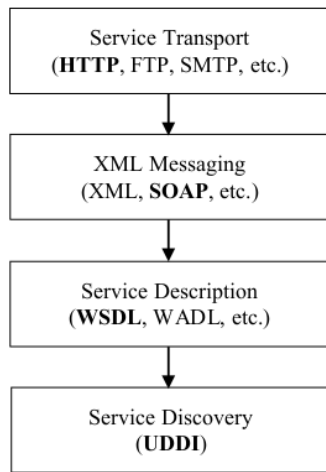 Service Transport
(HTTP, FTP, SMTP, etc.)
XML Messaging
(XML, SOAP, etc.)
Service Description
(WSDL, WADL, etc.)
Service Discovery
(UDDI)